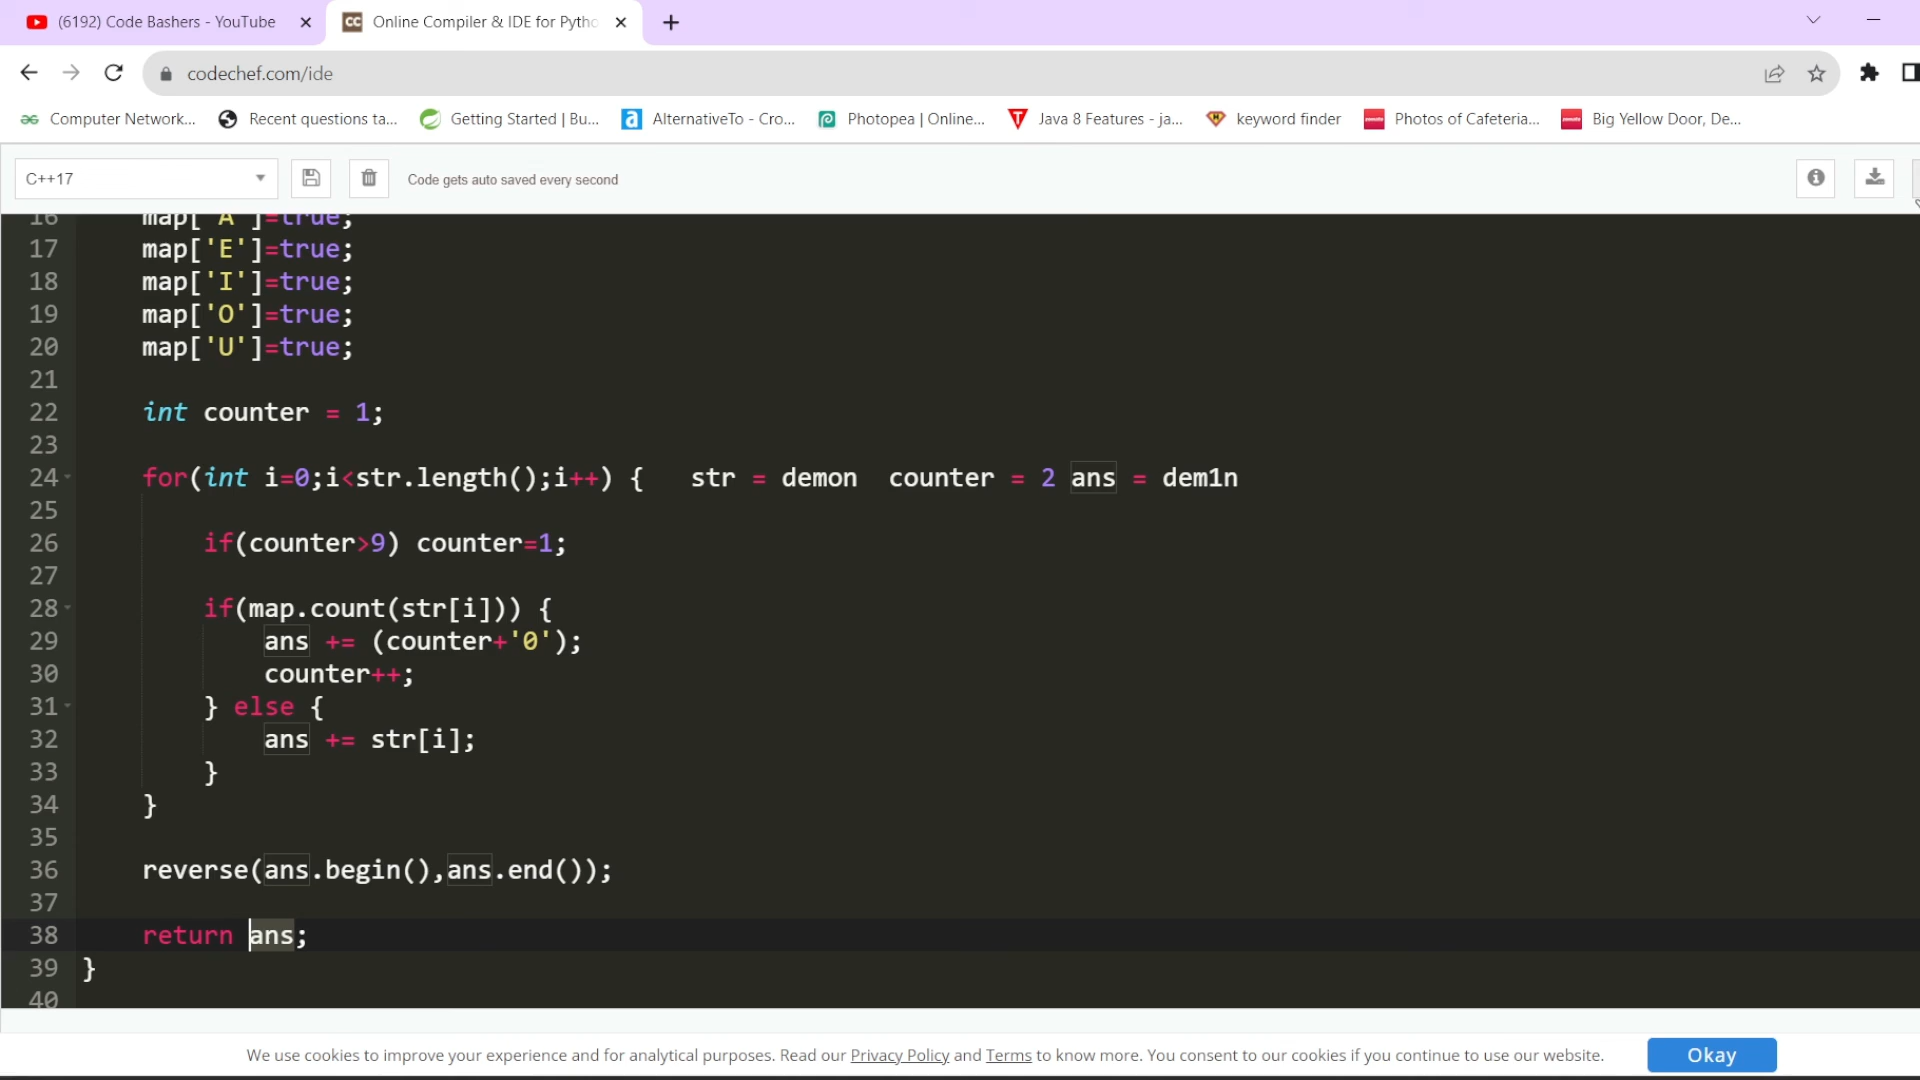 (6192) Code Bashers - YouTube
CC Online Compiler & IDE for Pytho
codechef.com/ide
Computer Network... Recent questions ta... Getting Started | Bu... AlternativeTo - Cro... Photopea | Online... Java 8 Features - ja... keyword finder Photos of Cafeteria... Big Yellow Door, De...
C++17 Code gets auto saved every second
16 map['A']=true;
17 map['E']=true;
18 map['I']=true;
19 map['O']=true;
20 map['U']=true;
21
22 int counter = 1;
23
24 for(int i=0;i<str.length();i++) { str = demon counter = 2 ans = dem1n
25
26 if(counter>9) counter=1;
27
28 if(map.count(str[i])) {
29 ans += (counter+'0');
30 counter++;
31 } else {
32 ans += str[i];
33 }
34 }
35
36 reverse(ans.begin(),ans.end());
37
38 return ans;
39 }
40
We use cookies to improve your experience and for analytical purposes. Read our Privacy Policy and Terms to know more. You consent to our cookies if you continue to use our website. Okay